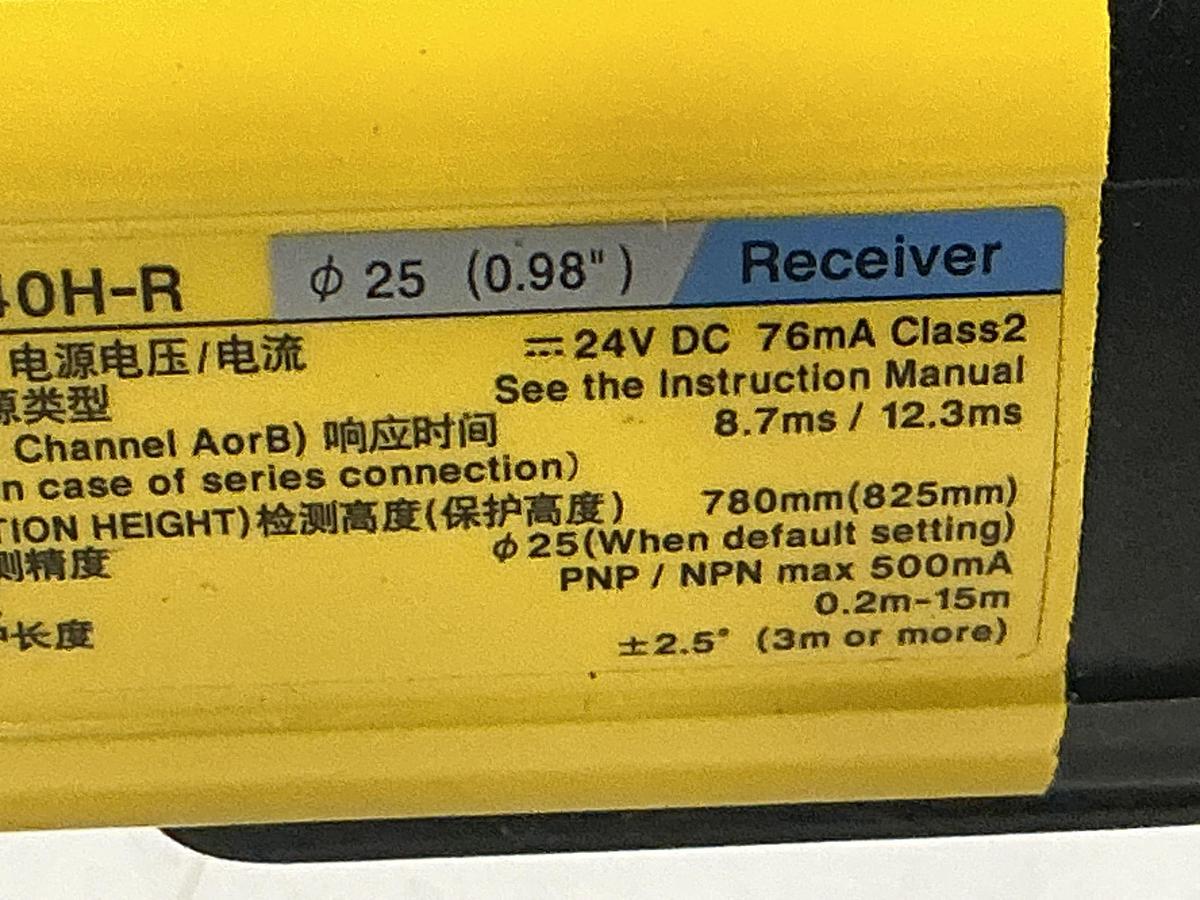 40H-R φ 25 (0.98") Receiver
电源电压/电流 ⎓24V DC 76mA Class2
源类型 See the Instruction Manual
Channel AorB) 响应时间 8.7ms / 12.3ms
n case of series connection)
TION HEIGHT)检测高度(保护高度) 780mm(825mm)
测精度 φ25(When default setting)
PNP / NPN max 500mA
0.2m-15m
长度 ±2.5° (3m or more)